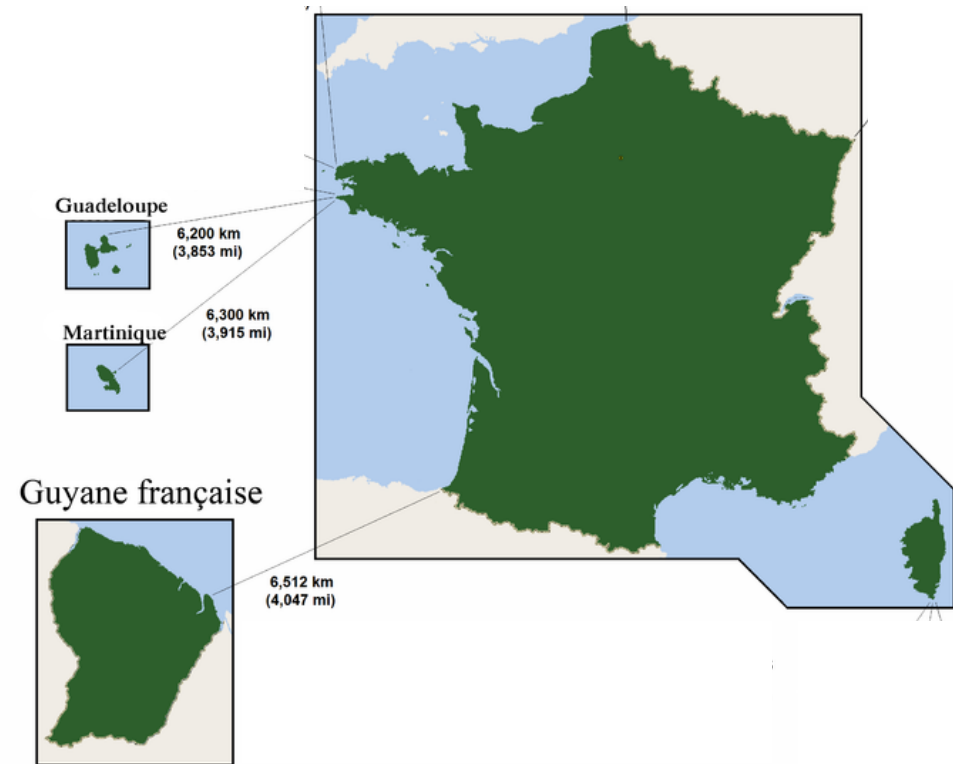 Guadeloupe
6,200 km
(3,853 mi)
6,300 km
(3,915 mi)
Martinique
Guyane française
6,512 km
(4,047 mi)